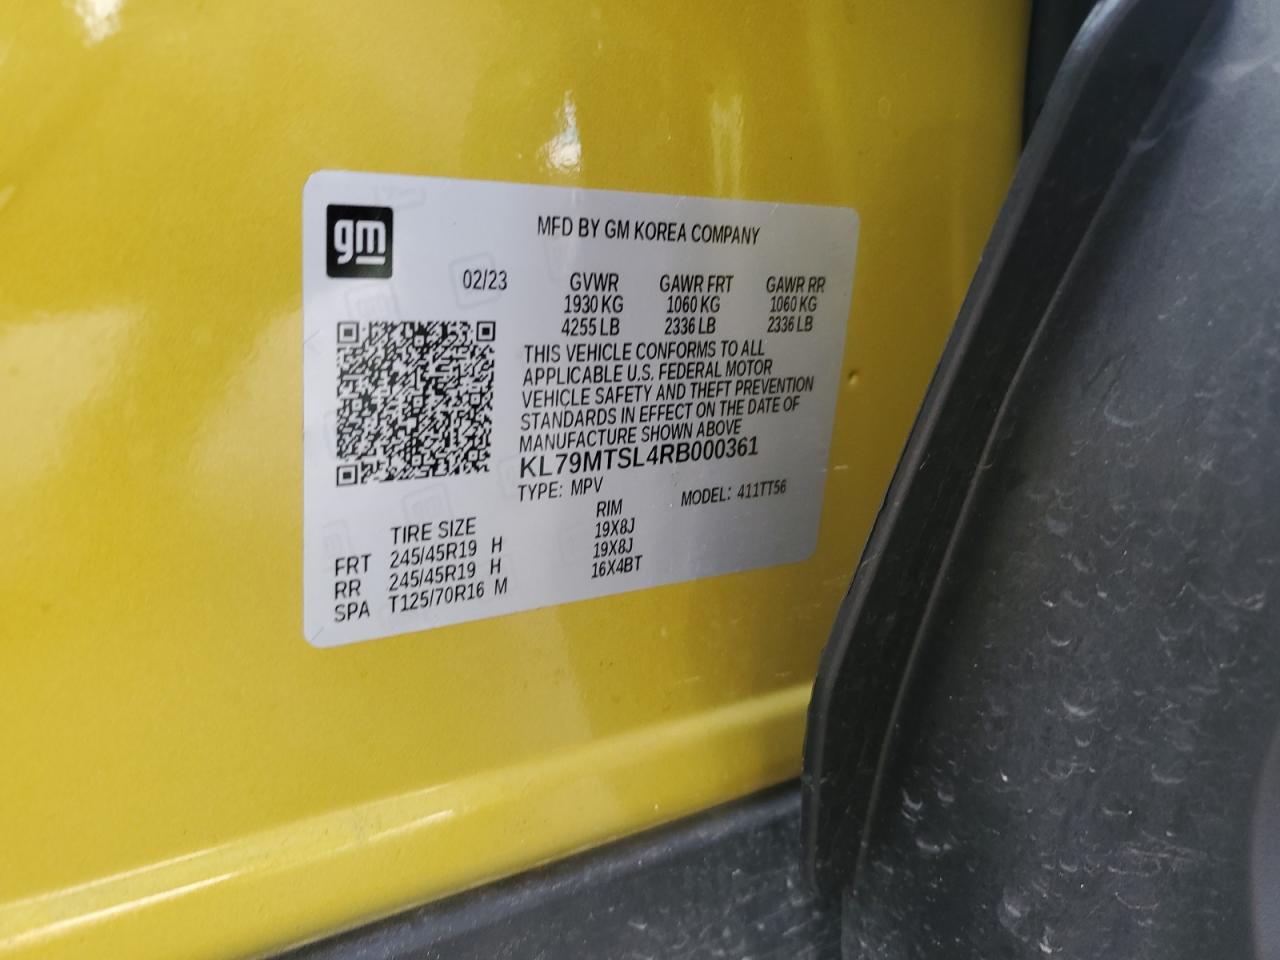 gm
MFD BY GM KOREA COMPANY
02/23 GVWR GAWR FRT GAWR RR
1930 KG 1060 KG 1060 KG
4255 LB 2336 LB 2336 LB
THIS VEHICLE CONFORMS TO ALL
APPLICABLE U.S. FEDERAL MOTOR
VEHICLE SAFETY AND THEFT PREVENTION
STANDARDS IN EFFECT ON THE DATE OF
MANUFACTURE SHOWN ABOVE
KL79MTSL4RB000361
TYPE: MPV MODEL: 411TT56
TIRE SIZE RIM
FRT 245/45R19 H 19X8J
RR 245/45R19 H 19X8J
SPA T125/70R16 M 16X4BT